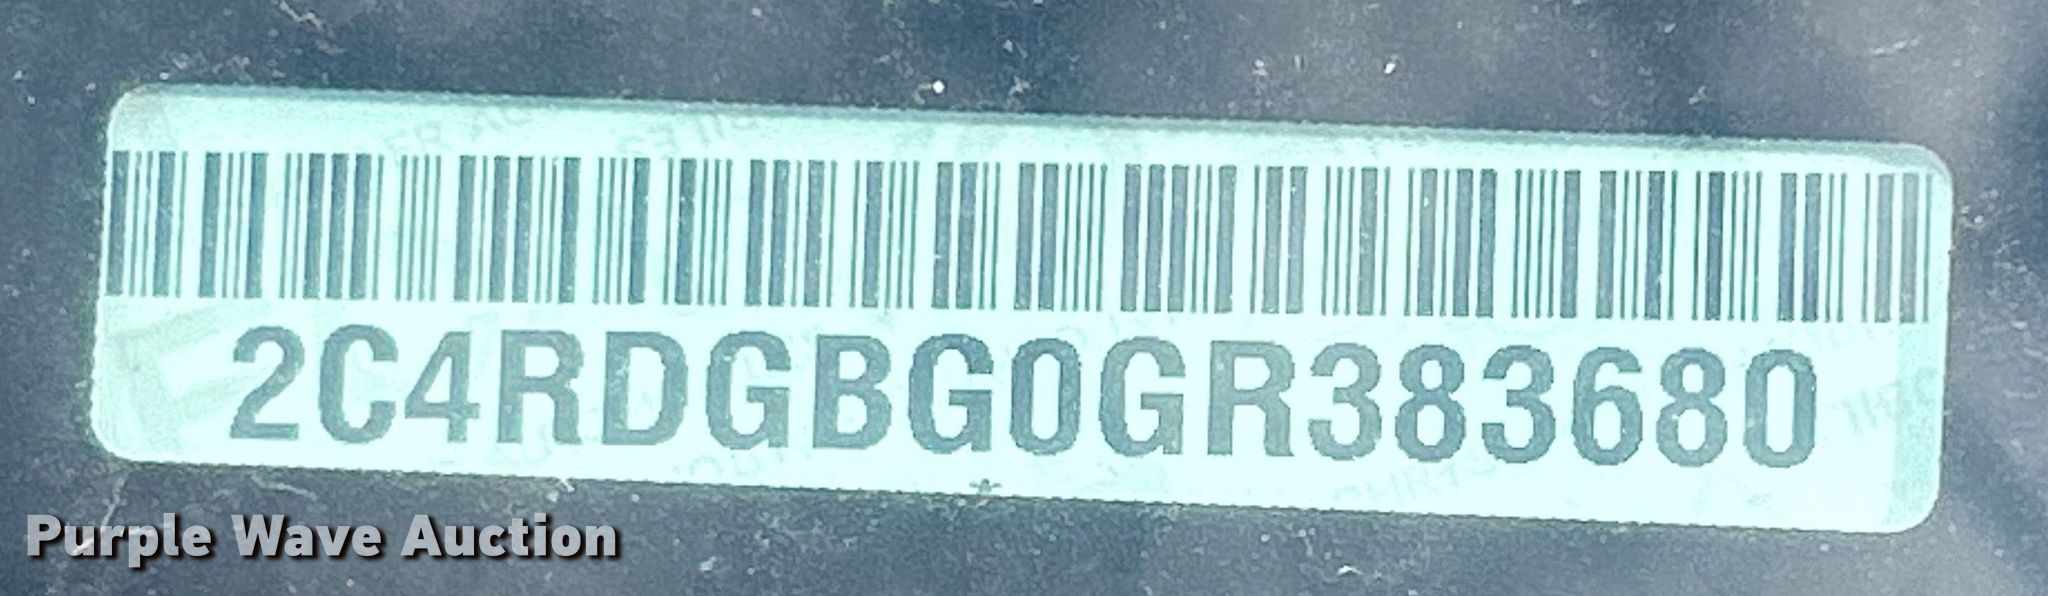 2C4RDGBG0GR383680
Purple Wave Auction